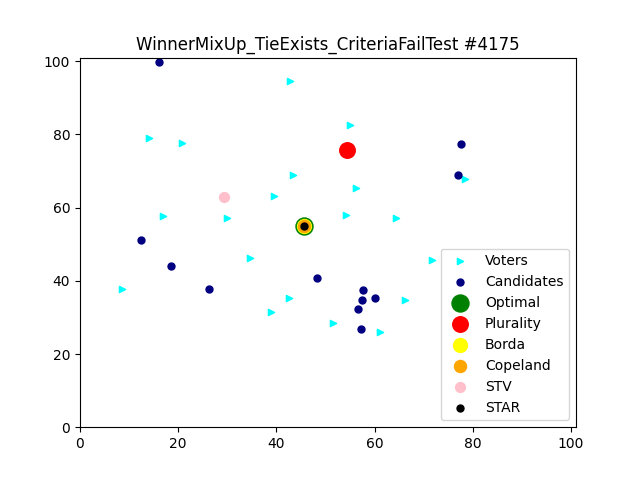 WinnerMixUp_TieExists_CriteriaFailTest #4175
100
80
60
40
20
0
0 20 40 60 80 100
Voters
Candidates
Optimal
Plurality
Borda
Copeland
STV
STAR